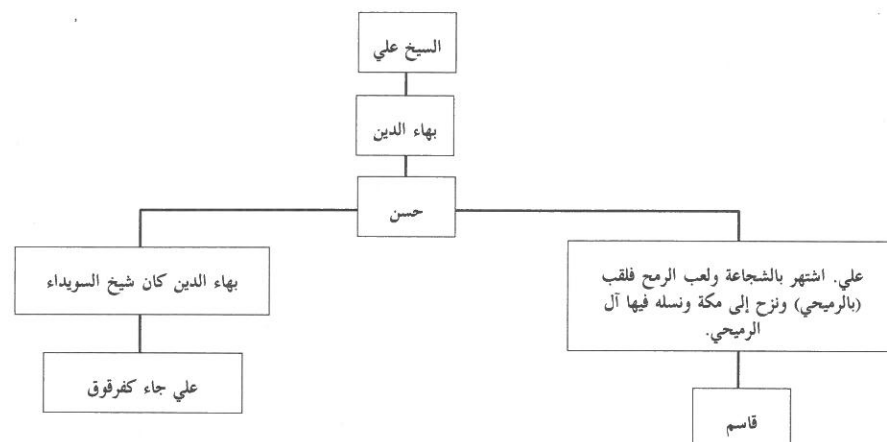 السيخ علي
بهاء الدين
حسن
علي. اشتهر بالشجاعة ولعب الرمح فلقب
(بالرميحي) ونزح إلى مكة ونسله فيها آل
الرميحي.
بهاء الدين كان شيخ السويداء
علي جاء كفرقوق
قاسم